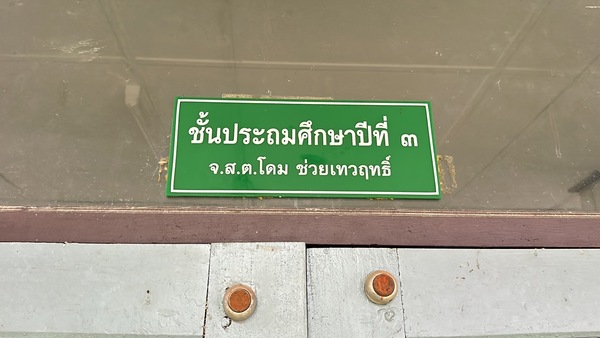 ชั้นประถมศึกษาปีที่ ๓
จ.ส.ต.โดม ช่วยเทวฤทธิ์